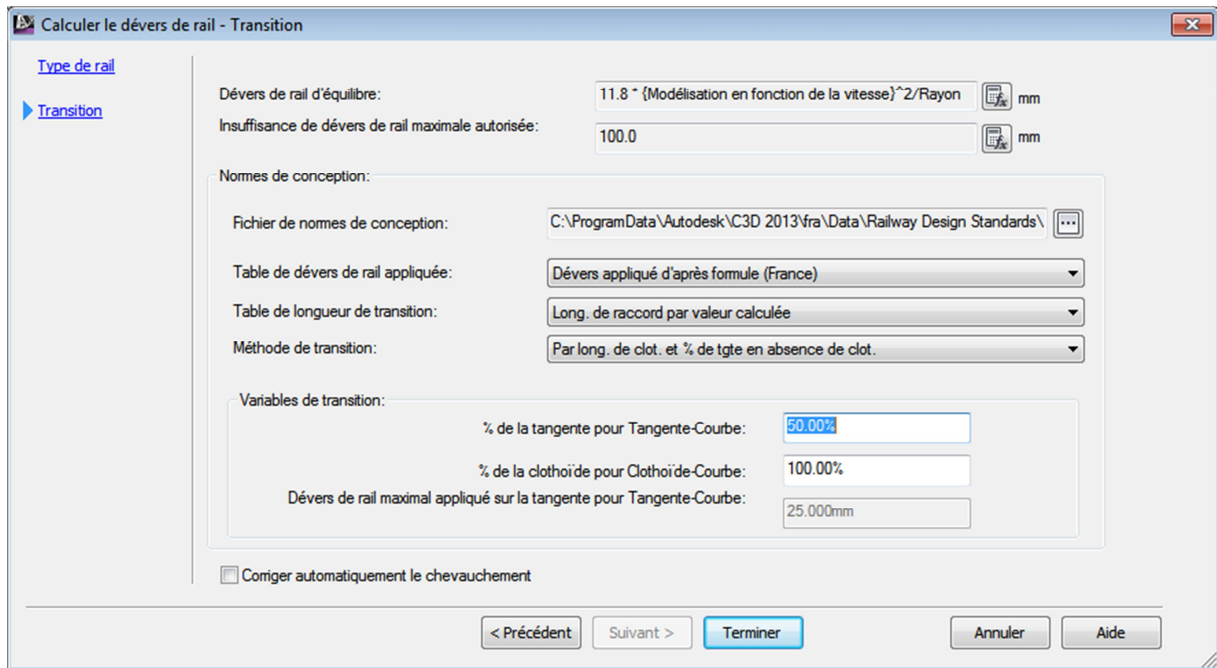 Calculer le dévers de rail - Transition
Type de rail
Transition
Dévers de rail d'équilibre:
11.8 * {Modélisation en fonction de la vitesse}^2/Rayon
mm
Insuffisance de dévers de rail maximale autorisée:
100.0
mm
Normes de conception:
Fichier de normes de conception:
C:\ProgramData\Autodesk\C3D 2013\fra\Data\Railway Design Standards\
...
Table de dévers de rail appliquée:
Dévers appliqué d'après formule (France)
Table de longueur de transition:
Long. de raccord par valeur calculée
Méthode de transition:
Par long. de clot. et % de tgte en absence de clot.
Variables de transition:
% de la tangente pour Tangente-Courbe:
50.00%
% de la clothoïde pour Clothoïde-Courbe:
100.00%
Dévers de rail maximal appliqué sur la tangente pour Tangente-Courbe:
25.000mm
Corriger automatiquement le chevauchement
< Précédent
Suivant >
Terminer
Annuler
Aide